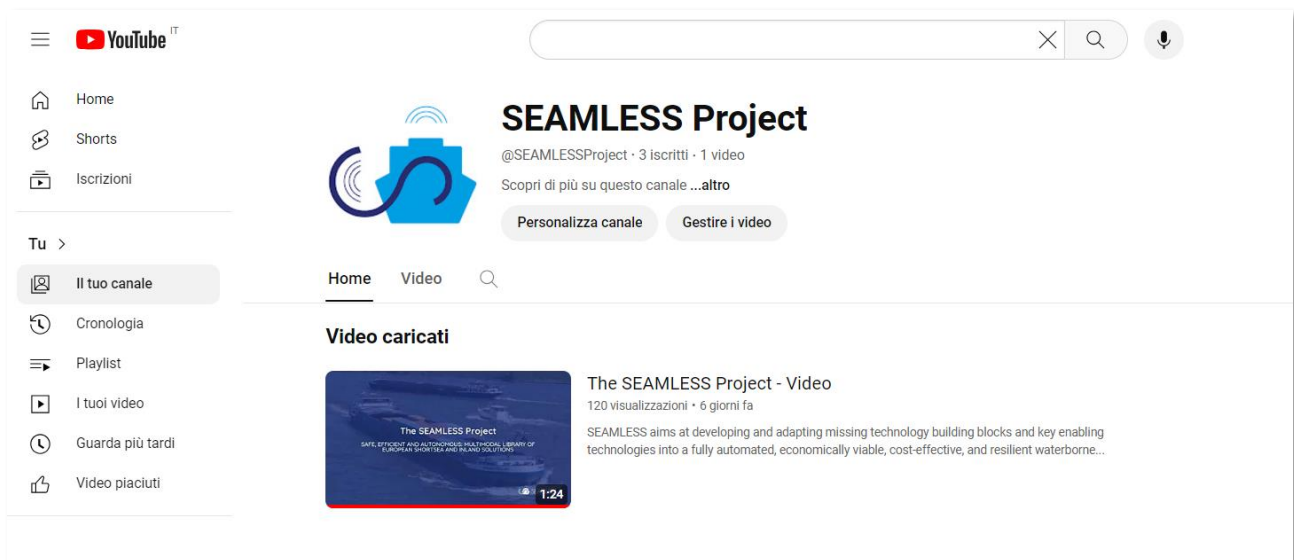 YouTube IT
Home
Shorts
Iscrizioni
Tu
Il tuo canale
Cronologia
Playlist
I tuoi video
Guarda più tardi
Video piaciuti
SEAMLESS Project
@SEAMLESSProject · 3 iscritti · 1 video
Scopri di più su questo canale ...altro
Personalizza canale Gestire i video
Home Video
Video caricati
The SEAMLESS Project
SAFE, EFFICIENT AND AUTONOMOUS: MULTIMODAL LIBRARY OF
EUROPEAN SHORTSEA AND INLAND SOLUTIONS
1:24
The SEAMLESS Project - Video
120 visualizzazioni • 6 giorni fa
SEAMLESS aims at developing and adapting missing technology building blocks and key enabling
technologies into a fully automated, economically viable, cost-effective, and resilient waterborne...